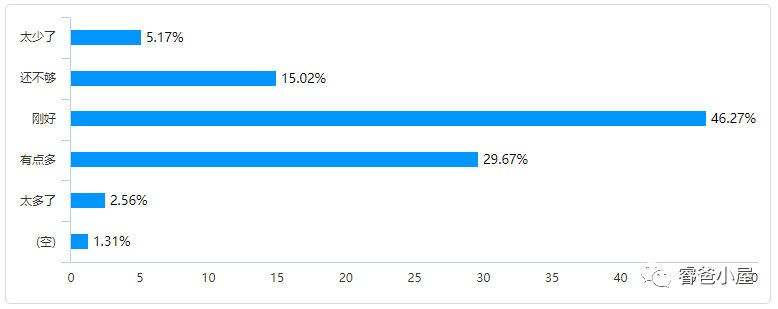 太少了 5.17%
还不够 15.02%
刚好 46.27%
有点多 29.67%
太多了 2.56%
(空) 1.31%
0 5 10 15 20 25 30 35 40
睿爸小屋